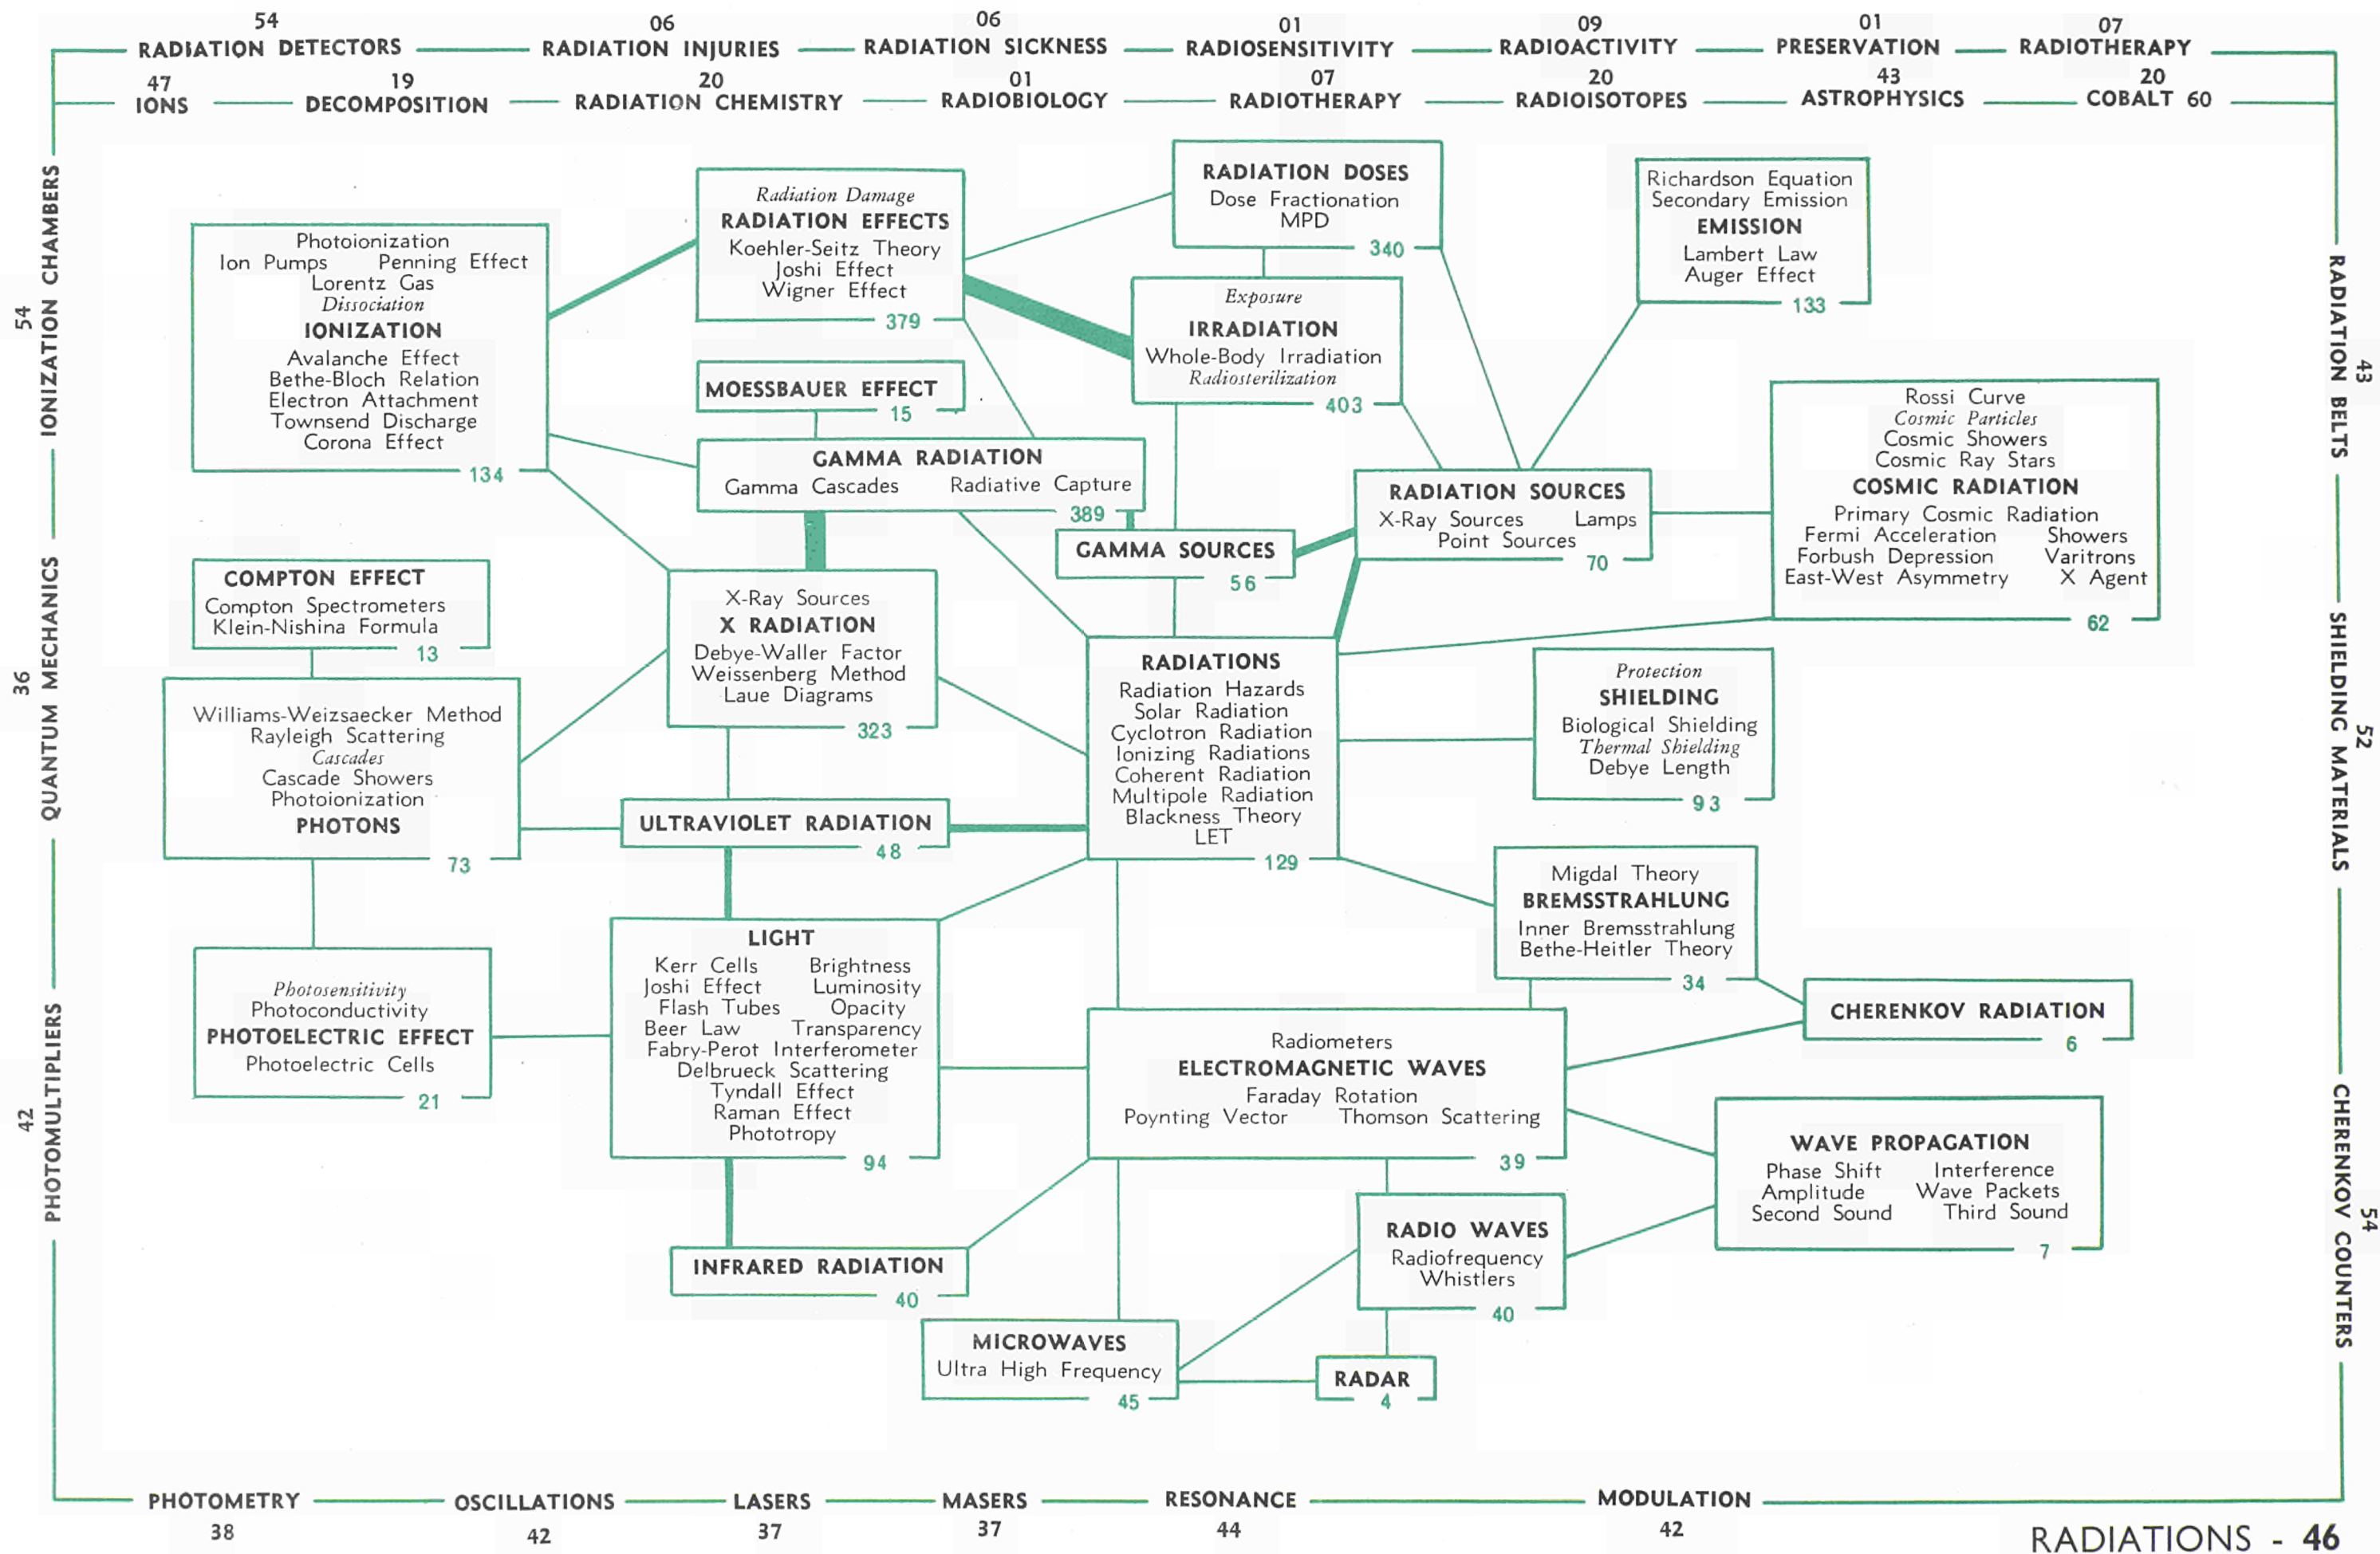 54 06 06 01 09 01 07
RADIATION DETECTORS RADIATION INJURIES RADIATION SICKNESS RADIOSENSITIVITY RADIOACTIVITY PRESERVATION RADIOTHERAPY
47 19 20 01 07 20 43 20
IONS DECOMPOSITION RADIATION CHEMISTRY RADIOBIOLOGY RADIOTHERAPY RADIOISOTOPES ASTROPHYSICS COBALT 60
54
IONIZATION CHAMBERS
36
QUANTUM MECHANICS
42
PHOTOMULTIPLIERS
Photoionization
Ion Pumps Penning Effect
Lorentz Gas
Dissociation
IONIZATION
Avalanche Effect
Bethe-Bloch Relation
Electron Attachment
Townsend Discharge
Corona Effect
134
Radiation Damage
RADIATION EFFECTS
Koehler-Seitz Theory
Joshi Effect
Wigner Effect
379
RADIATION DOSES
Dose Fractionation
MPD
340
Richardson Equation
Secondary Emission
EMISSION
Lambert Law
Auger Effect
133
Exposure
IRRADIATION
Whole-Body Irradiation
Radiosterilization
403
MOESSBAUER EFFECT
15
GAMMA RADIATION
Gamma Cascades Radiative Capture
389
GAMMA SOURCES
56
RADIATION SOURCES
X-Ray Sources Lamps
Point Sources
70
Rossi Curve
Cosmic Particles
Cosmic Showers
Cosmic Ray Stars
COSMIC RADIATION
Primary Cosmic Radiation
Fermi Acceleration Showers
Forbush Depression Varitrons
East-West Asymmetry X Agent
62
COMPTON EFFECT
Compton Spectrometers
Klein-Nishina Formula
13
X-Ray Sources
X RADIATION
Debye-Waller Factor
Weissenberg Method
Laue Diagrams
323
RADIATIONS
Radiation Hazards
Solar Radiation
Cyclotron Radiation
Ionizing Radiations
Coherent Radiation
Multipole Radiation
Blackness Theory
LET
129
Protection
SHIELDING
Biological Shielding
Thermal Shielding
Debye Length
93
Williams-Weizsaecker Method
Rayleigh Scattering
Cascades
Cascade Showers
Photoionization
PHOTONS
73
ULTRAVIOLET RADIATION
48
Migdal Theory
BREMSSTRAHLUNG
Inner Bremsstrahlung
Bethe-Heitler Theory
34
Photosensitivity
Photoconductivity
PHOTOELECTRIC EFFECT
Photoelectric Cells
21
LIGHT
Kerr Cells Brightness
Joshi Effect Luminosity
Flash Tubes Opacity
Beer Law Transparency
Fabry-Perot Interferometer
Delbrueck Scattering
Tyndall Effect
Raman Effect
Phototropy
94
Radiometers
ELECTROMAGNETIC WAVES
Faraday Rotation
Poynting Vector Thomson Scattering
39
CHERENKOV RADIATION
6
WAVE PROPAGATION
Phase Shift Interference
Amplitude Wave Packets
Second Sound Third Sound
7
INFRARED RADIATION
40
RADIO WAVES
Radiofrequency
Whistlers
40
MICROWAVES
Ultra High Frequency
45
RADAR
4
43
RADIATION BELTS
52
SHIELDING MATERIALS
54
CHERENKOV COUNTERS
PHOTOMETRY OSCILLATIONS LASERS MASERS RESONANCE MODULATION
38 42 37 37 44 42
RADIATIONS - 46